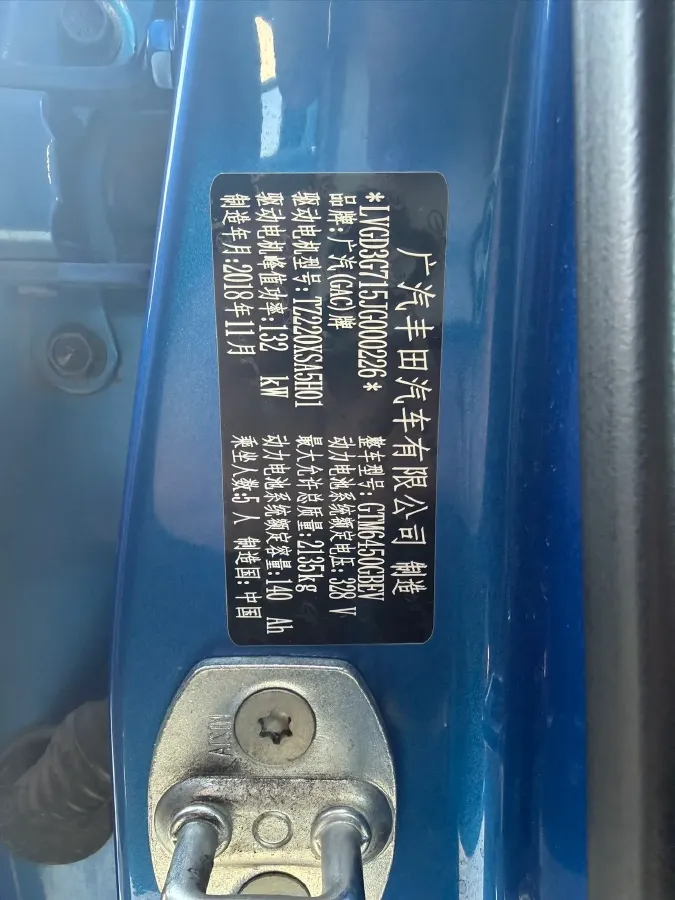 广汽丰田汽车有限公司 制造
*LVGD3G715JG000226* 整车型号: GTM6450GBEV
品牌: 广汽(GAC)牌 动力电池系统额定电压: 328 V
驱动电机型号: TZ220XSA5H01 最大允许总质量: 2135kg
驱动电机峰值功率: 132 kW 动力电池系统额定容量: 140 Ah
制造年月: 2018年11月 乘坐人数:5 人 制造国: 中国